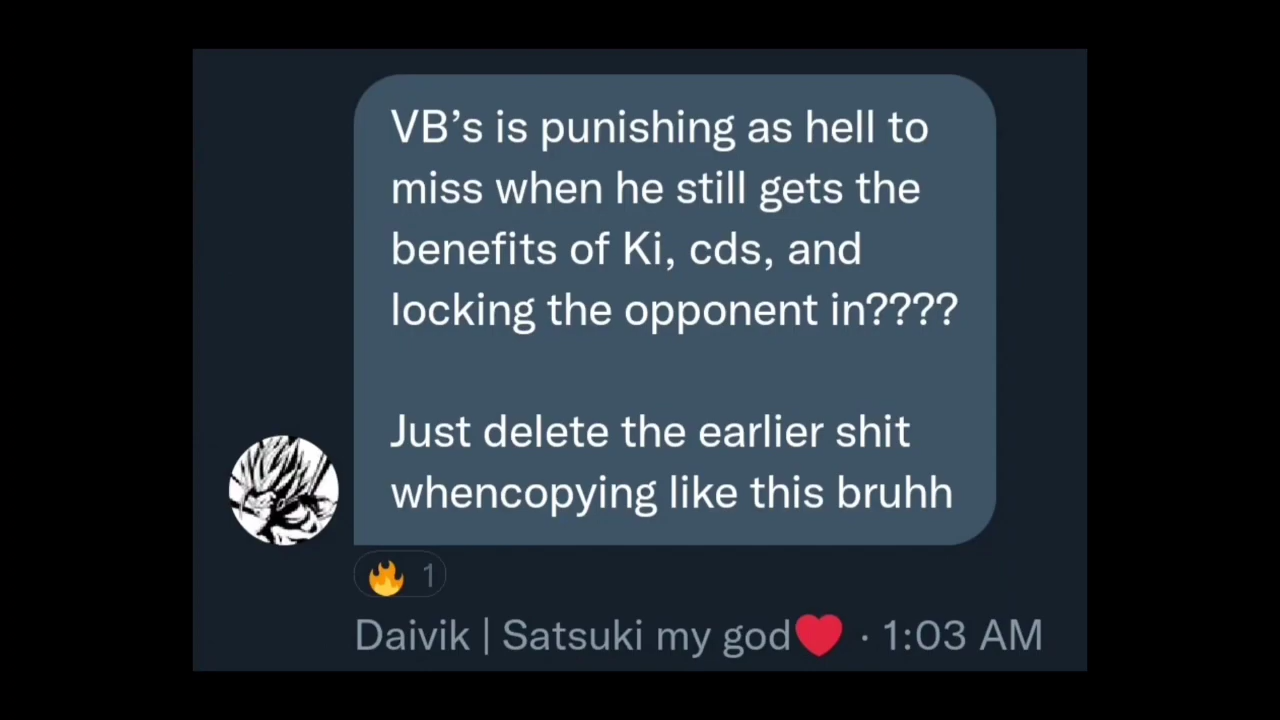 VB’s is punishing as hell to
miss when he still gets the
benefits of Ki, cds, and
locking the opponent in????
Just delete the earlier shit
whencopying like this bruhh
🔥 1
Daivik | Satsuki my god❤️ · 1:03 AM